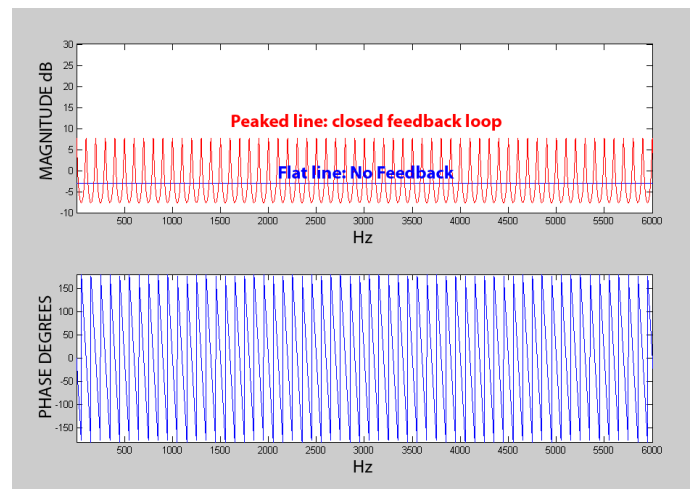 30
25
20
15
10
5
0
-5
-10
MAGNITUDE dB
Peaked line: closed feedback loop
Flat line: No Feedback
500 1000 1500 2000 2500 3000 3500 4000 4500 5000 5500 6000
Hz
150
100
50
0
-50
-100
-150
PHASE DEGREES
500 1000 1500 2000 2500 3000 3500 4000 4500 5000 5500 6000
Hz